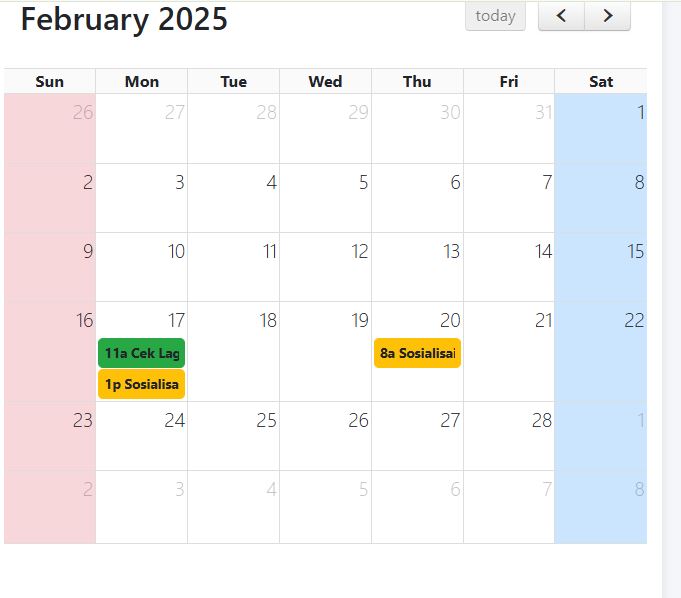 February 2025
today
Sun Mon Tue Wed Thu Fri Sat
26 27 28 29 30 31 1
2 3 4 5 6 7 8
9 10 11 12 13 14 15
16 17 18 19 20 21 22
11a Cek Lag 8a Sosialisai
1p Sosialisa
23 24 25 26 27 28 1
2 3 4 5 6 7 8